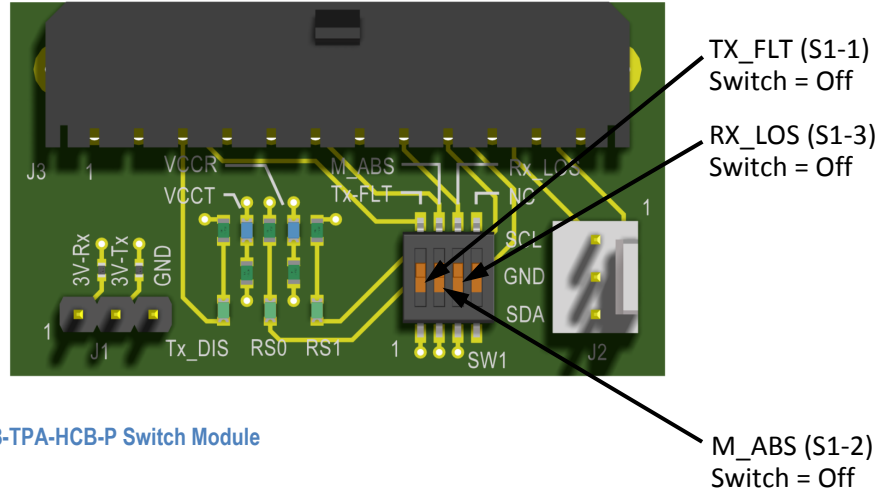 TX_FLT (S1-1)
Switch = Off
RX_LOS (S1-3)
Switch = Off
J3
1
VCCR
M_ABS
Rx_LOS
VCCT
Tx-FLT
NC
1
3V-Rx
3V-Tx
GND
SCL
GND
SDA
1
J1
Tx_DIS
RS0
RS1
1
SW1
J2
-TPA-HCB-P Switch Module
M_ABS (S1-2)
Switch = Off